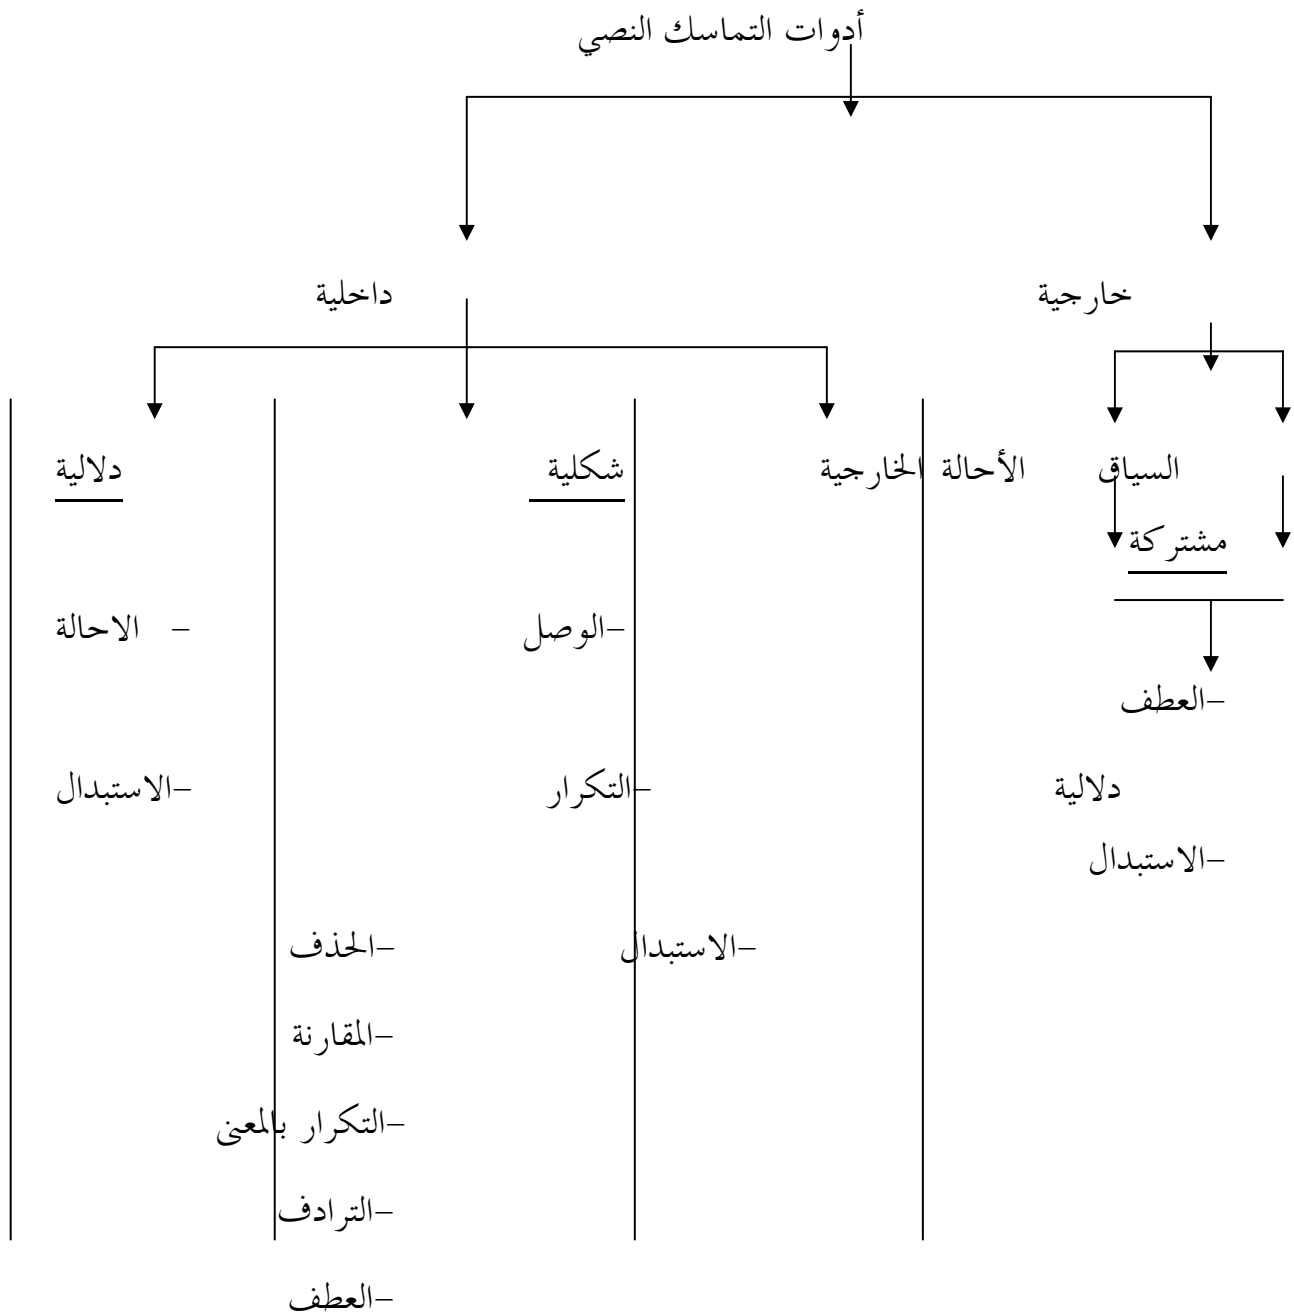 أدوات التماسك النصي
خارجية داخلية
السياق الأحالة الخارجية شكلية دلالية
مشتركة
-الوصل - الاحالة
-العطف
دلالية -التكرار -الاستبدال
-الاستبدال
-الاستبدال -الحذف
-المقارنة
-التكرار بالمعنى
-الترادف
-العطف